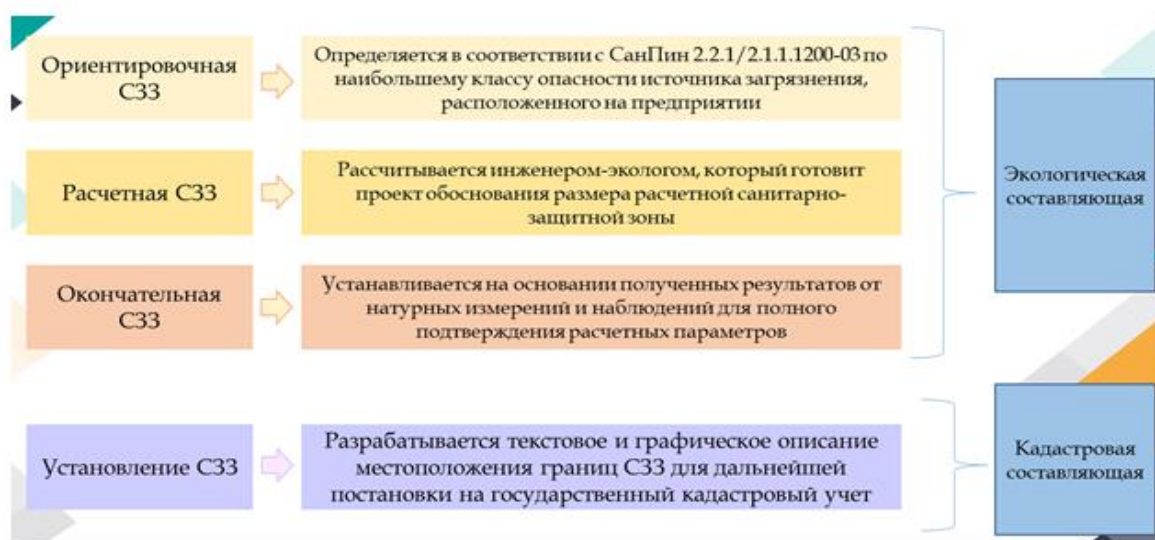 Ориентировочная
СЗЗ
Определяется в соответствии с СанПин 2.2.1/2.1.1.1200-03 по
наибольшему классу опасности источника загрязнения,
расположенного на предприятии
Расчетная СЗЗ
Рассчитывается инженером-экологом, который готовит
проект обоснования размера расчетной санитарно-
защитной зоны
Окончательная
СЗЗ
Устанавливается на основании полученных результатов от
натурных измерений и наблюдений для полного
подтверждения расчетных параметров
Экологическая
составляющая
Установление СЗЗ
Разрабатывается текстовое и графическое описание
местоположения границ СЗЗ для дальнейшей
постановки на государственный кадастровый учет
Кадастровая
составляющая